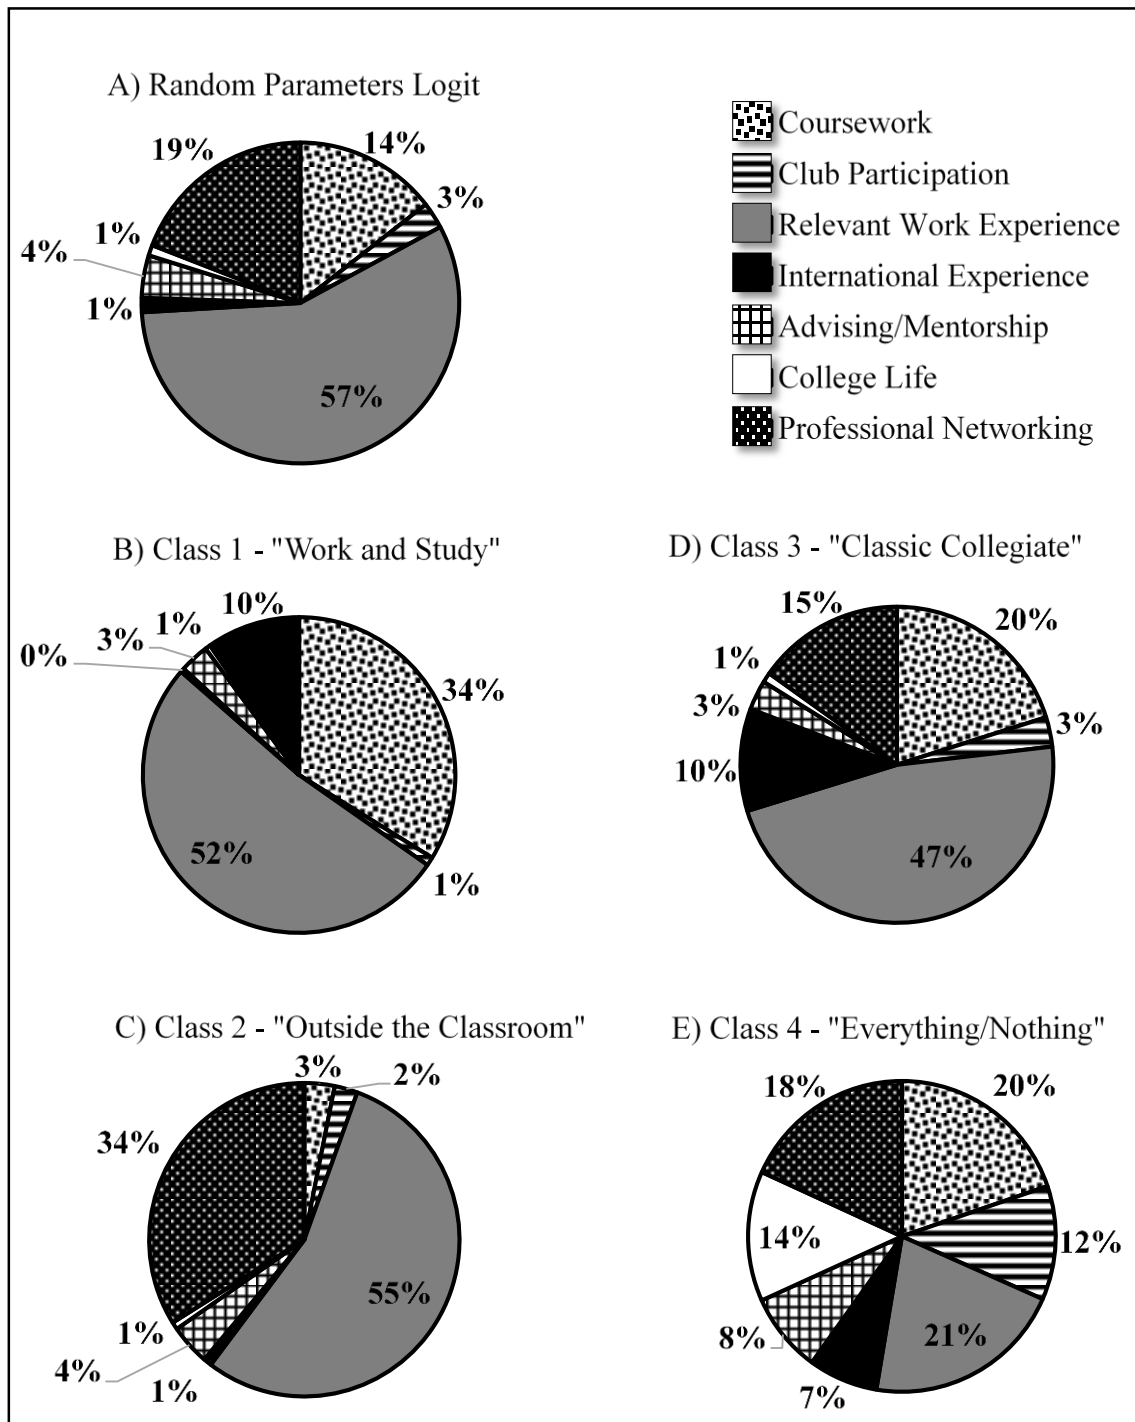 A) Random Parameters Logit
14%
3%
57%
1%
4%
1%
19%
Coursework
Club Participation
Relevant Work Experience
International Experience
Advising/Mentorship
College Life
Professional Networking
B) Class 1 - "Work and Study"
34%
1%
52%
0%
3%
1%
10%
D) Class 3 - "Classic Collegiate"
20%
3%
47%
10%
3%
1%
15%
C) Class 2 - "Outside the Classroom"
3%
2%
55%
1%
4%
1%
34%
E) Class 4 - "Everything/Nothing"
20%
12%
21%
7%
8%
14%
18%